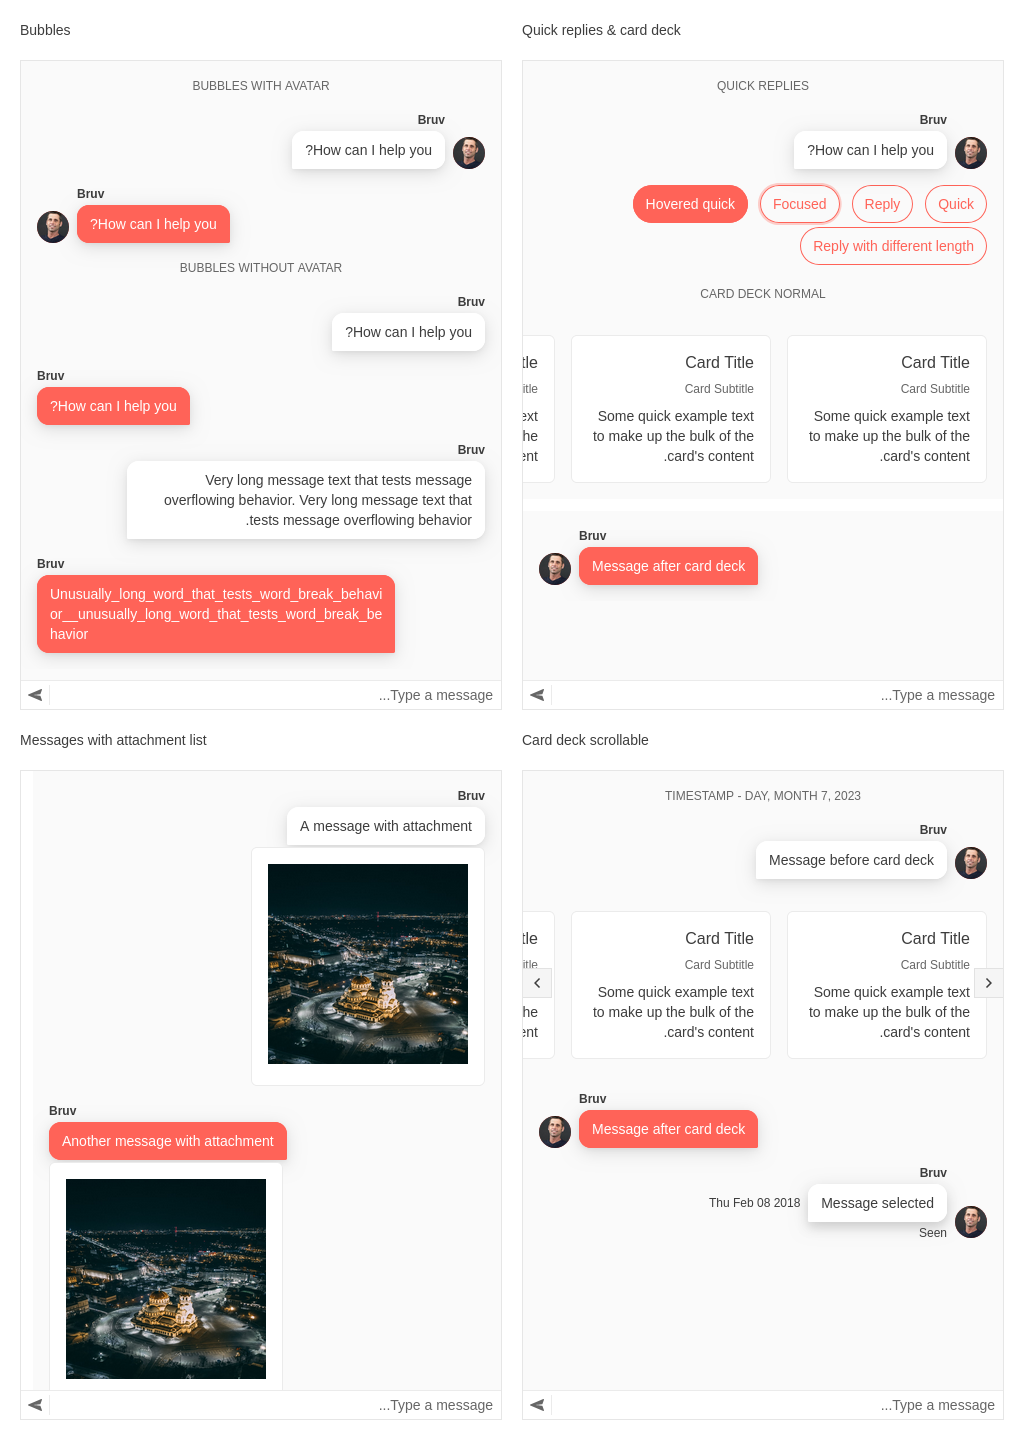 Bubbles
BUBBLES WITH AVATAR
Bruv
?How can I help you
Bruv
?How can I help you
BUBBLES WITHOUT AVATAR
Bruv
?How can I help you
Bruv
?How can I help you
Bruv
Very long message text that tests message
overflowing behavior. Very long message text that
.tests message overflowing behavior
Bruv
Unusually_long_word_that_tests_word_break_behavi
or__unusually_long_word_that_tests_word_break_be
havior
...Type a message
Quick replies & card deck
QUICK REPLIES
Bruv
?How can I help you
Hovered quick
Focused
Reply
Quick
Reply with different length
CARD DECK NORMAL
tle
itle
ext
he
ent
Card Title
Card Subtitle
Some quick example text
to make up the bulk of the
.card's content
Card Title
Card Subtitle
Some quick example text
to make up the bulk of the
.card's content
Bruv
Message after card deck
...Type a message
Messages with attachment list
Bruv
A message with attachment
Bruv
Another message with attachment
...Type a message
Card deck scrollable
TIMESTAMP - DAY, MONTH 7, 2023
Bruv
Message before card deck
tle
itle
he
ent
Card Title
Card Subtitle
Some quick example text
to make up the bulk of the
.card's content
Card Title
Card Subtitle
Some quick example text
to make up the bulk of the
.card's content
Bruv
Message after card deck
Bruv
Thu Feb 08 2018
Message selected
Seen
...Type a message